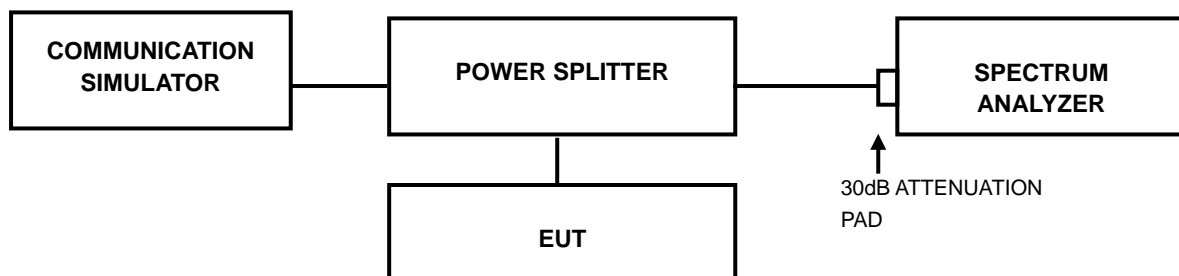 COMMUNICATION
SIMULATOR
POWER SPLITTER
SPECTRUM
ANALYZER
30dB ATTENUATION
PAD
EUT